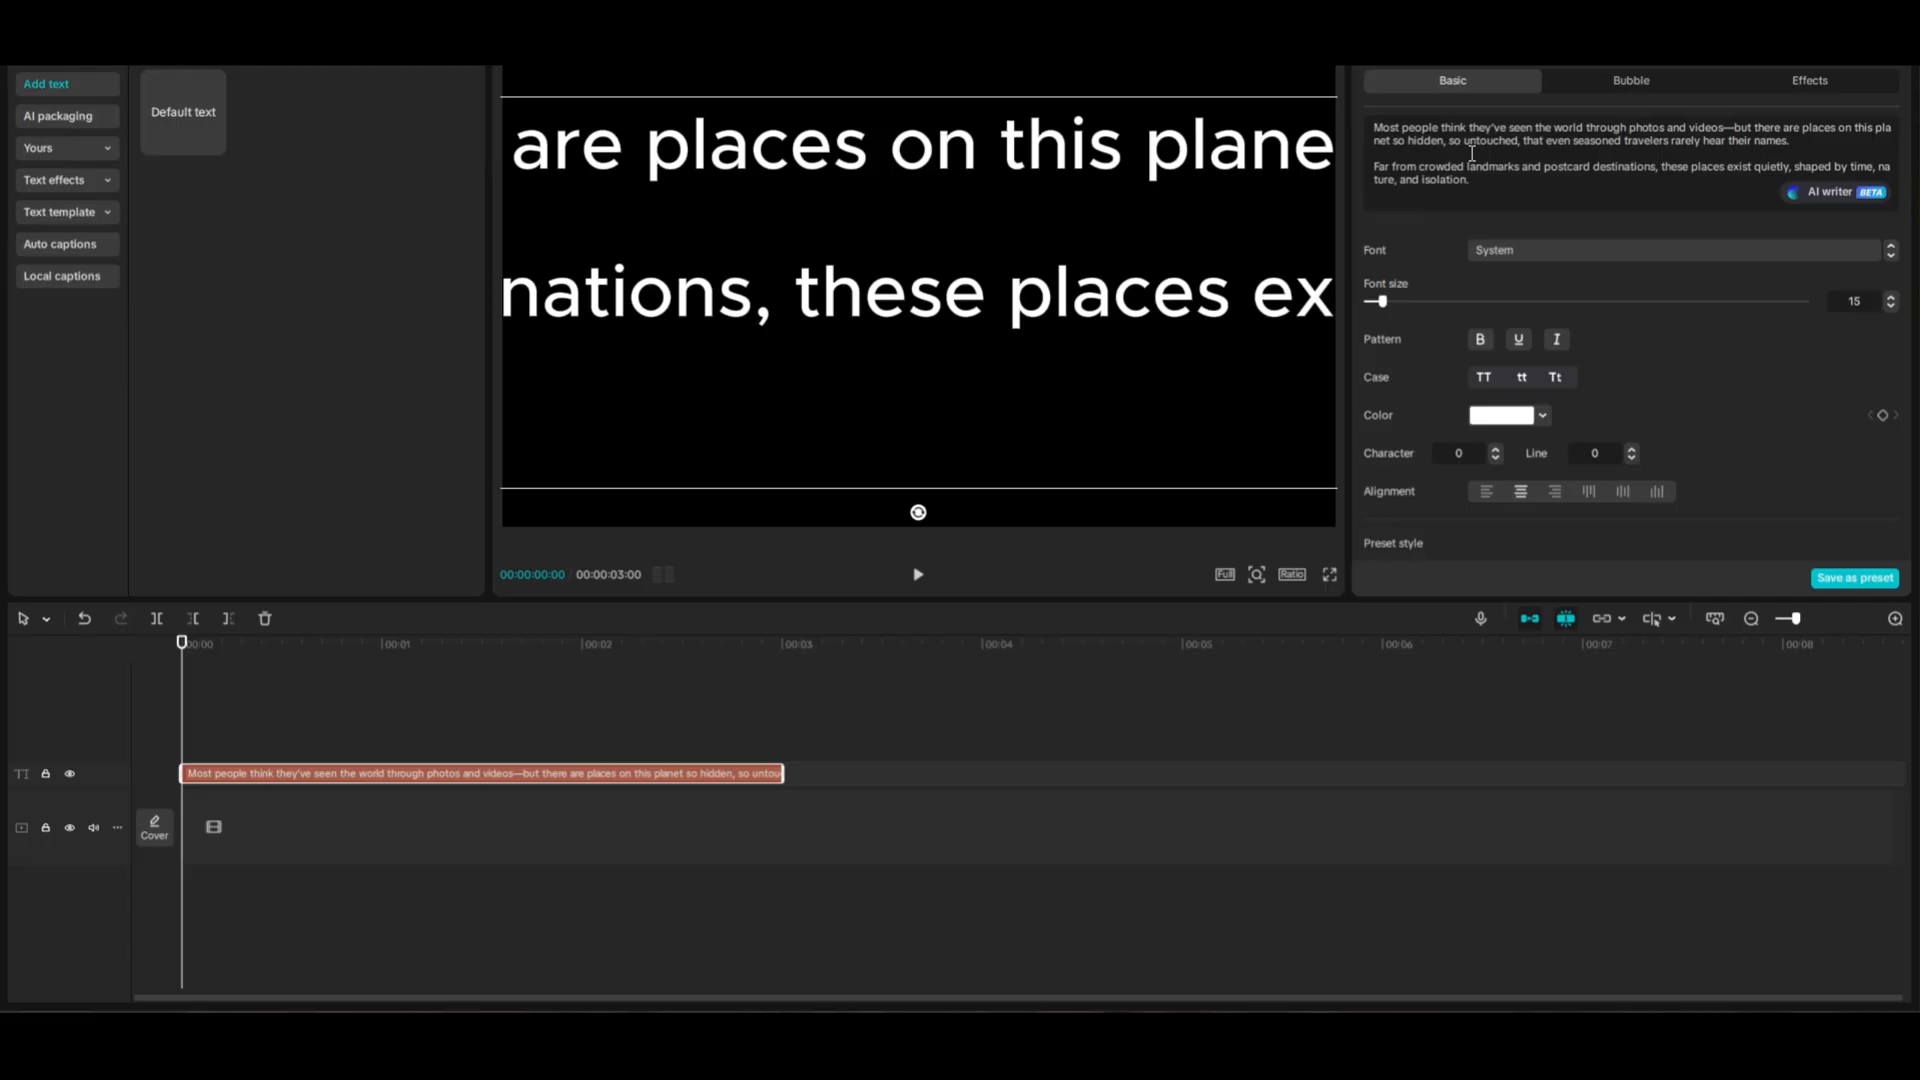 Add text
AI packaging
Yours
Text effects
Text template
Auto captions
Local captions
Default text
are places on this plane
nations, these places ex
00:00:00:00 / 00:00:03:00
Full
Ratio
Basic
Bubble
Effects
Most people think they've seen the world through photos and videos—but there are places on this pla
net so hidden, so untouched, that even seasoned travelers rarely hear their names.
Far from crowded landmarks and postcard destinations, these places exist quietly, shaped by time, na
ture, and isolation.
AI writer BETA
Font System
Font size
15
Pattern B U I
Case TT tt Tt
Color
Character 0 Line 0
Alignment
Preset style
Save as preset
00:00 00:01 00:02 00:03 00:04 00:05 00:06 00:07 00:08
TI
Most people think they've seen the world through photos and videos—but there are places on this planet so hidden, so untou
Cover